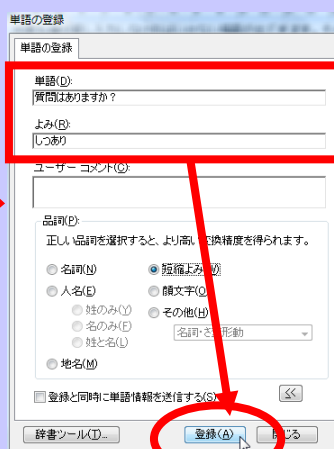 単語の登録
単語の登録
単語(D):
質問はありますか？
よみ(R):
しつあり
ユーザー コメント(C):
品詞(P):
正しい品詞を選択すると、より高い変換精度を得られます。
名詞(N) 短縮よみ(W)
人名(E) 顔文字(O)
姓のみ(Y) その他(H)
名のみ(F) 名詞・さ変形動
姓と名(L)
地名(M)
登録と同時に単語情報を送信する(S)
辞書ツール(T)... 登録(A) 閉じる